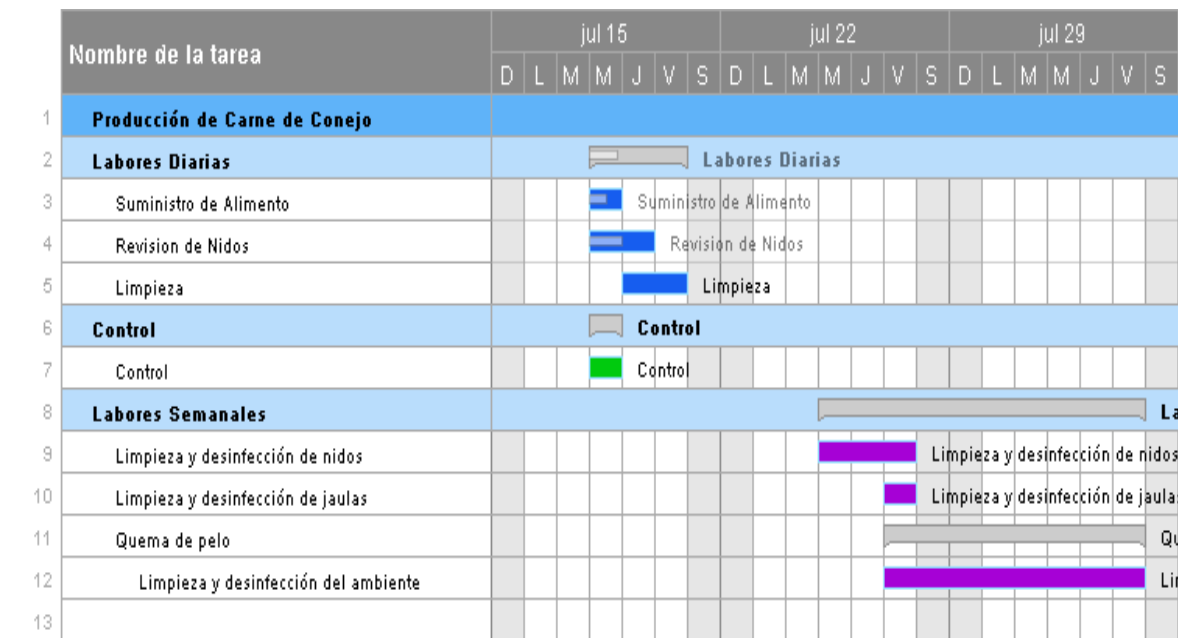 Nombre de la tarea
jul 15 jul 22 jul 29
D L M M J V S D L M M J V S D L M M J V S
1 Producción de Carne de Conejo
2 Labores Diarias Labores Diarias
3 Suministro de Alimento Suministro de Alimento
4 Revision de Nidos Revision de Nidos
5 Limpieza Limpieza
6 Control Control
7 Control Control
8 Labores Semanales La
9 Limpieza y desinfección de nidos Limpieza y desinfección de nidos
10 Limpieza y desinfección de jaulas Limpieza y desinfección de jaulas
11 Quema de pelo Qu
12 Limpieza y desinfección del ambiente Lim
13